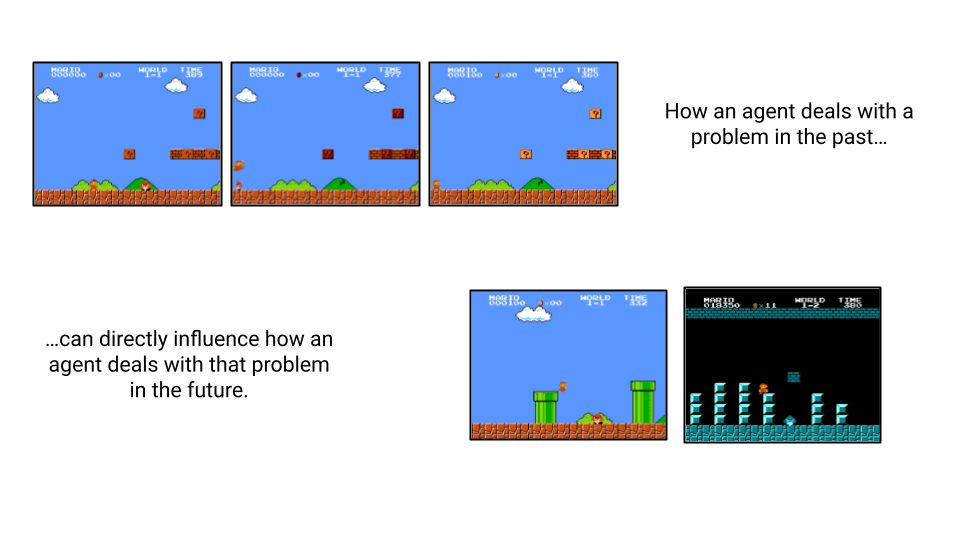 MARIO WORLD TIME
000000 ×00 1-1 389
MARIO WORLD TIME
000000 ×00 1-1 377
MARIO WORLD TIME
000100 ×00 1-1 360
How an agent deals with a
problem in the past…
MARIO WORLD TIME
000100 ×00 1-1 332
MARIO WORLD TIME
018350 ×11 1-2 380
…can directly influence how an
agent deals with that problem
in the future.